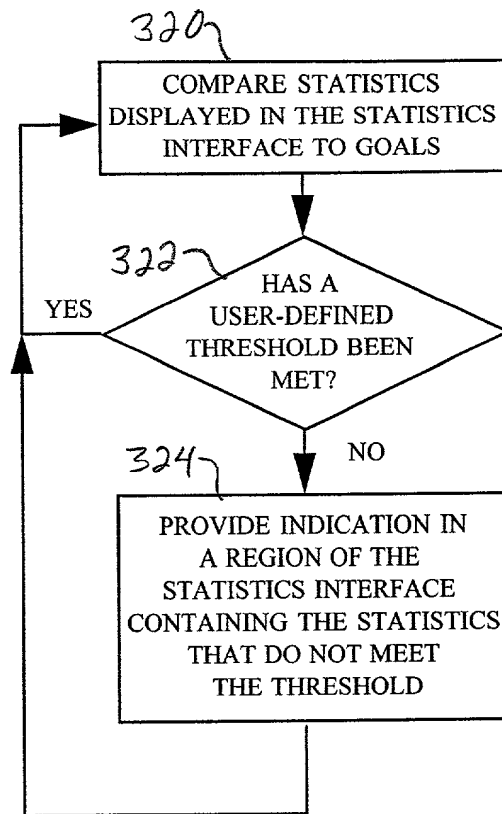 320
COMPARE STATISTICS
DISPLAYED IN THE STATISTICS
INTERFACE TO GOALS
322
YES
HAS A
USER-DEFINED
THRESHOLD BEEN
MET?
NO
324
PROVIDE INDICATION IN
A REGION OF THE
STATISTICS INTERFACE
CONTAINING THE STATISTICS
THAT DO NOT MEET
THE THRESHOLD